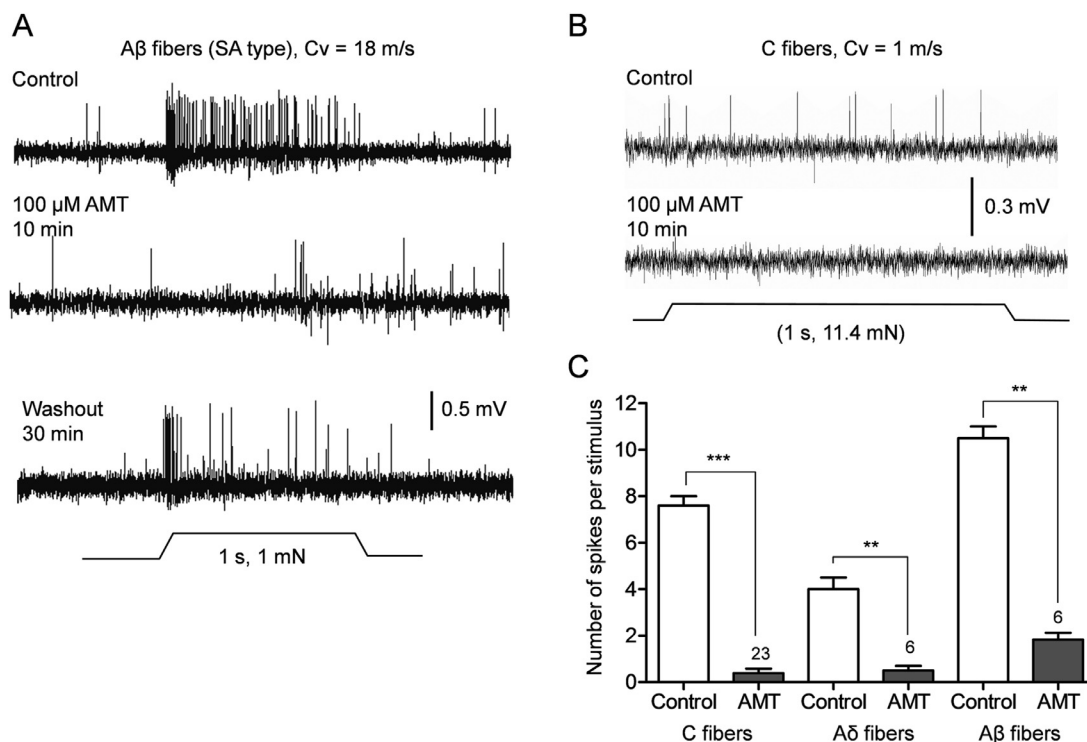 A
Aβ fibers (SA type), Cv = 18 m/s
Control
100 µM AMT
10 min
Washout
30 min
0.5 mV
1 s, 1 mN
B
C fibers, Cv = 1 m/s
Control
100 µM AMT
10 min
0.3 mV
(1 s, 11.4 mN)
C
Number of spikes per stimulus
12
10
8
6
4
2
0
***
**
**
23
6
6
Control AMT Control AMT Control AMT
C fibers Aδ fibers Aβ fibers